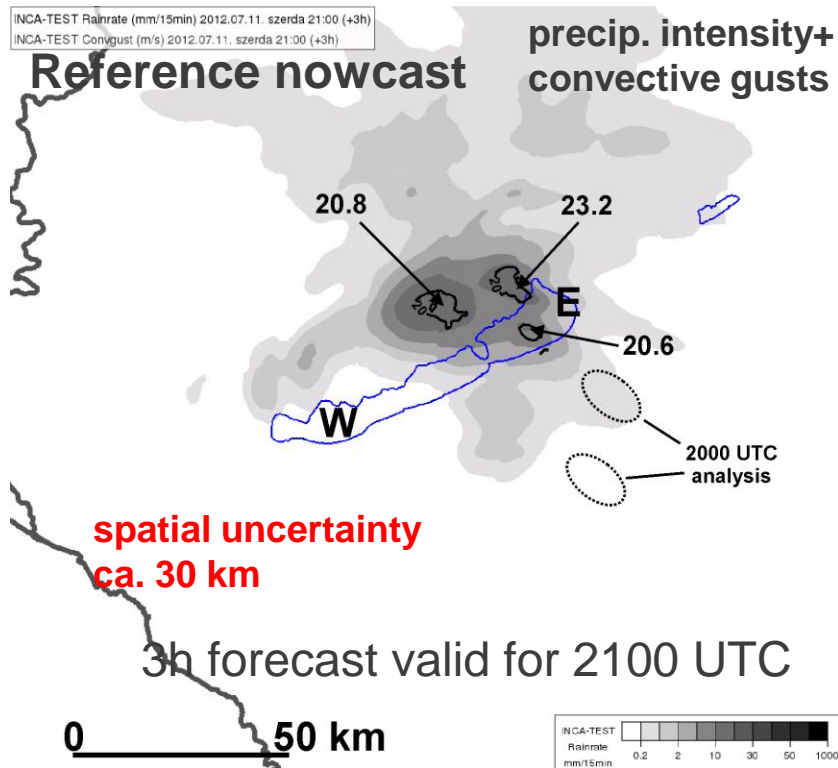 INCA-TEST Rainrate (mm/15min) 2012.07.11. szerda 21:00 (+3h)
INCA-TEST Convgust (m/s) 2012.07.11. szerda 21:00 (+3h)
Reference nowcast
precip. intensity+
convective gusts
20.8
23.2
20
E
20.6
W
2000 UTC
analysis
spatial uncertainty
ca. 30 km
3h forecast valid for 2100 UTC
0 50 km
INCA-TEST
Rainrate
mm/15min
0.2 2 10 30 50 1000